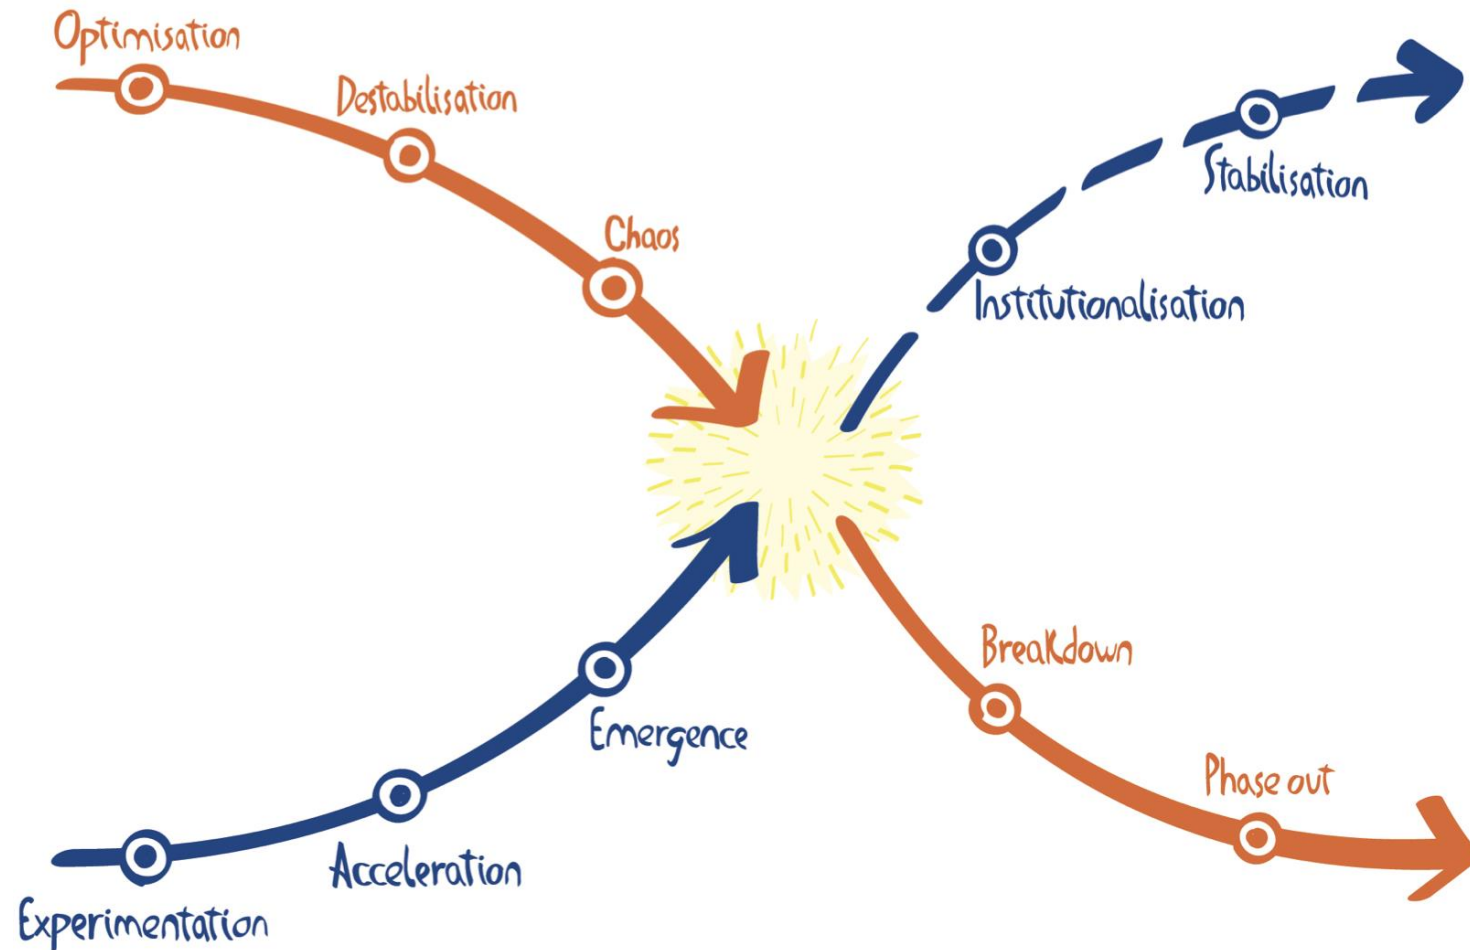 Optimisation
Destabilisation
Chaos
Stabilisation
Institutionalisation
Breakdown
Phase out
Emergence
Acceleration
Experimentation